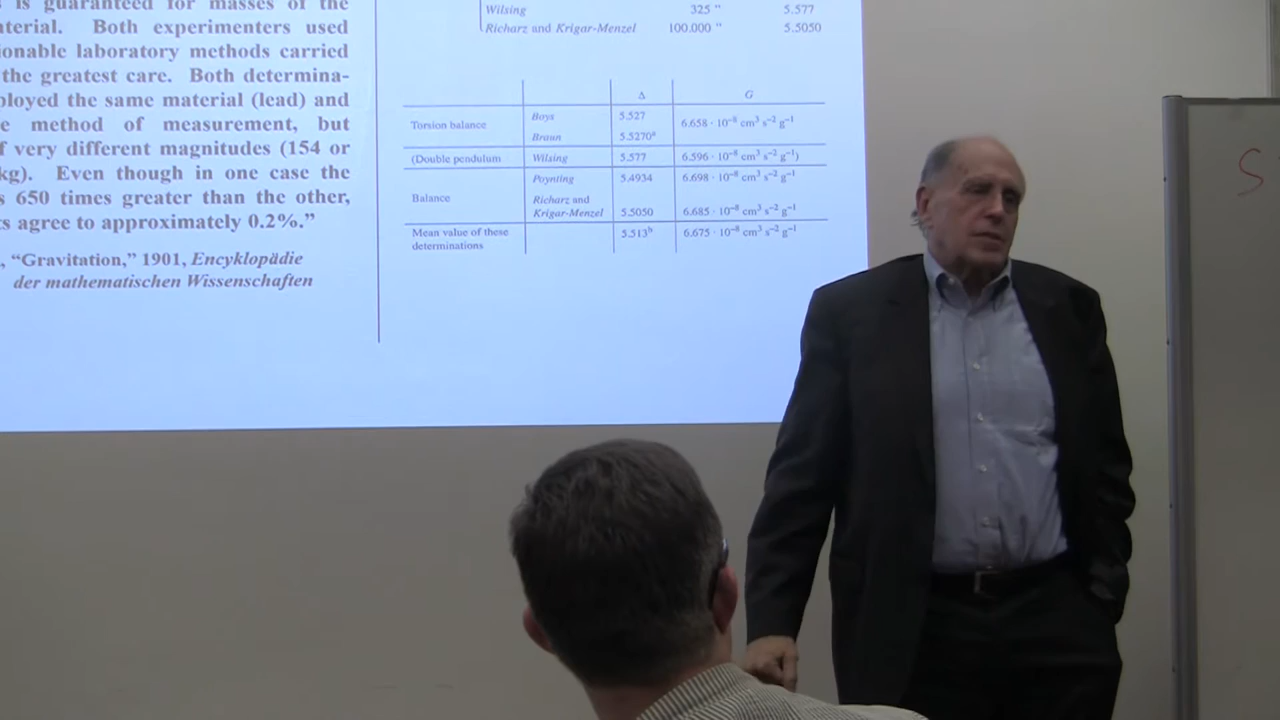 is guaranteed for masses of the
aterial. Both experimenters used
ionable laboratory methods carried
the greatest care. Both determina-
ployed the same material (lead) and
e method of measurement, but
f very different magnitudes (154 or
kg). Even though in one case the
s 650 times greater than the other,
ts agree to approximately 0.2%.”
, “Gravitation,” 1901, Encyklopädie
der mathematischen Wissenschaften
Wilsing 325 " 5.577
Richarz und Krigar-Menzel 100.000 " 5.5050
Δ G
Torsion balance Boys 5.527 6.658 · 10⁻⁸ cm³ s⁻² g⁻¹
Braun 5.5270ᵃ
(Double pendulum Wilsing 5.577 6.596 · 10⁻⁸ cm³ s⁻² g⁻¹)
Balance Poynting 5.4934 6.698 · 10⁻⁸ cm³ s⁻² g⁻¹
Richarz and
Krigar-Menzel 5.5050 6.685 · 10⁻⁸ cm³ s⁻² g⁻¹
Mean value of these
determinations 5.513ᵇ 6.675 · 10⁻⁸ cm³ s⁻² g⁻¹
S